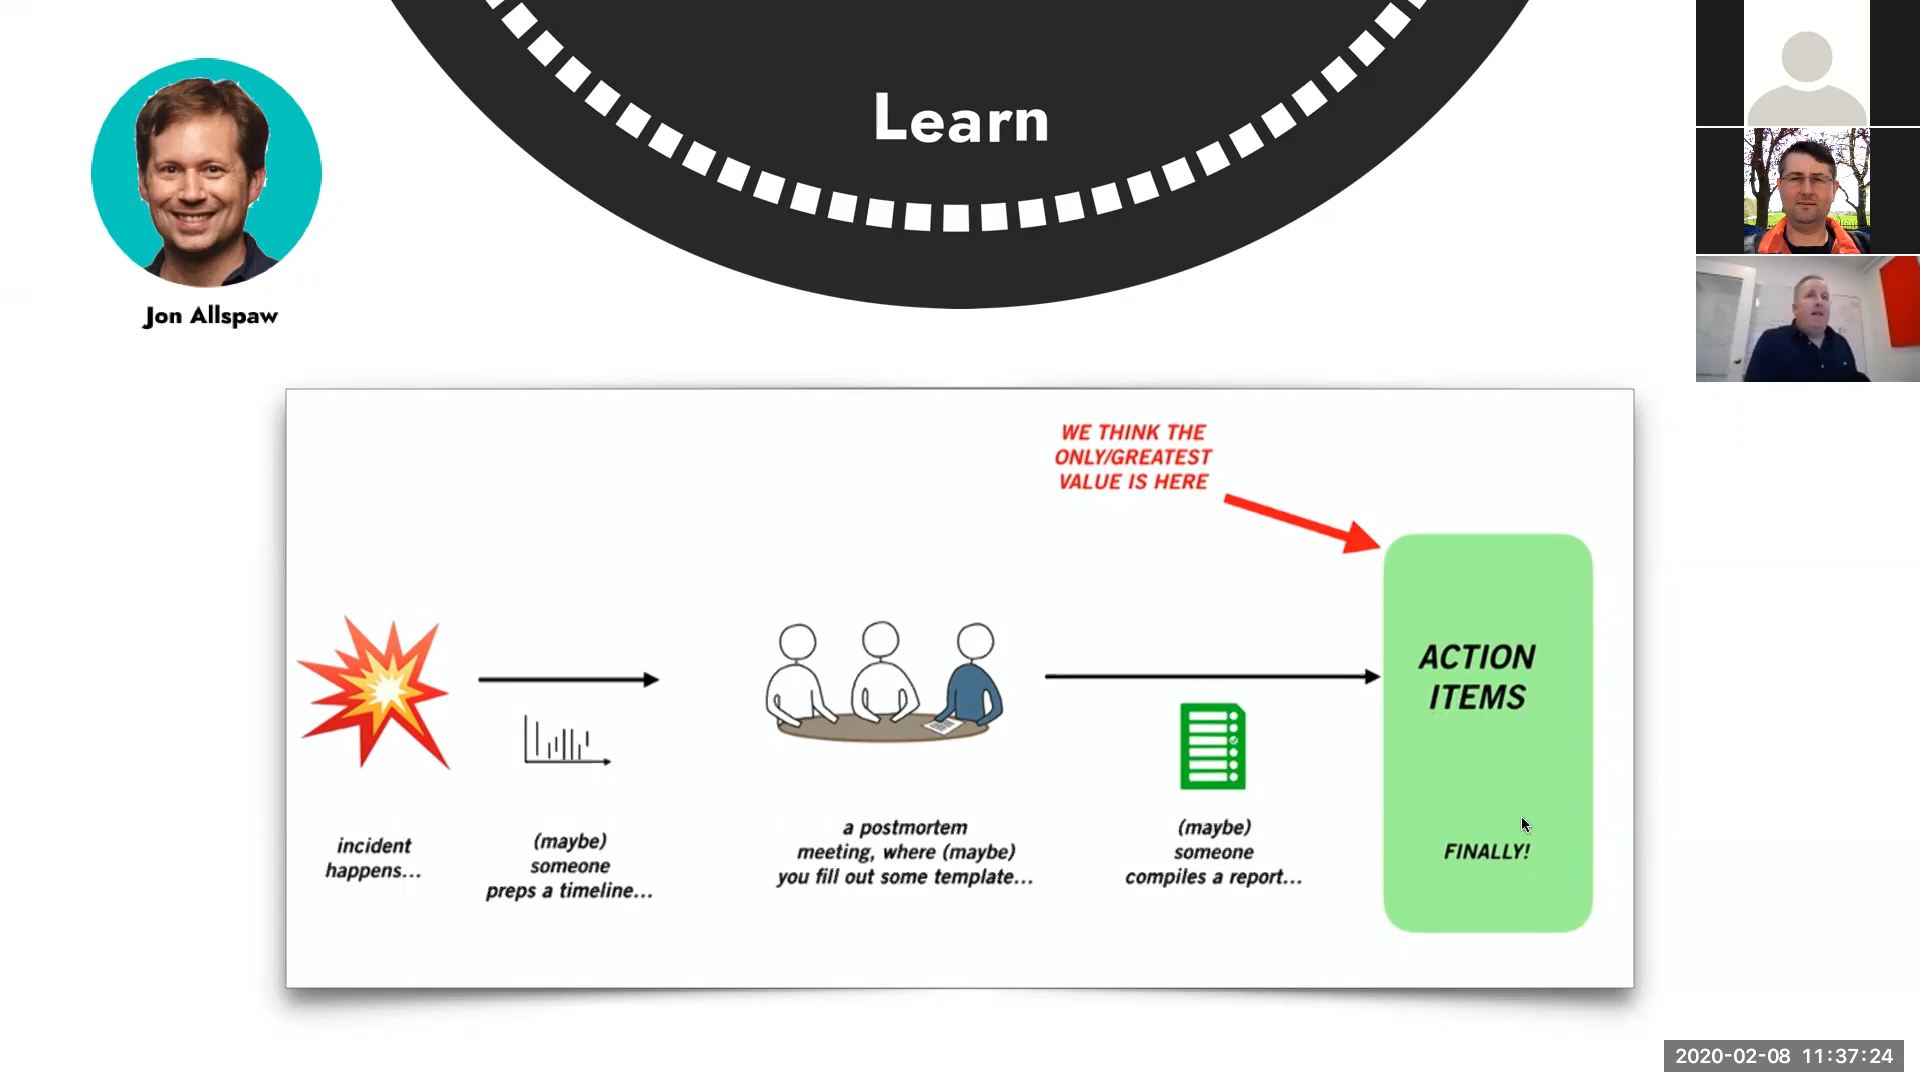 Learn
Jon Allspaw
WE THINK THE
ONLY/GREATEST
VALUE IS HERE
ACTION
ITEMS
FINALLY!
incident
happens...
(maybe)
someone
preps a timeline...
a postmortem
meeting, where (maybe)
you fill out some template...
(maybe)
someone
compiles a report...
2020-02-08 11:37:24